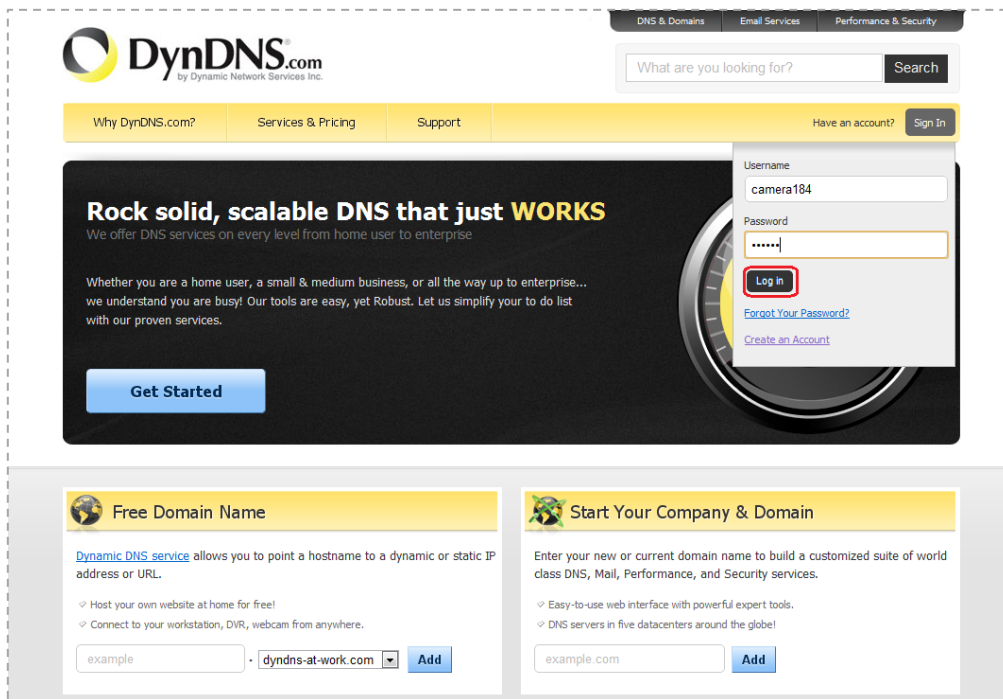 DNS & Domains Email Services Performance & Security
DynDNS.com
by Dynamic Network Services Inc.
What are you looking for? Search
Why DynDNS.com? Services & Pricing Support Have an account? Sign In
Username
camera184
Password
••••••
Log in
Forgot Your Password?
Create an Account
Rock solid, scalable DNS that just WORKS
We offer DNS services on every level from home user to enterprise
Whether you are a home user, a small & medium business, or all the way up to enterprise...
we understand you are busy! Our tools are easy, yet Robust. Let us simplify your to do list
with our proven services.
Get Started
Free Domain Name
Dynamic DNS service allows you to point a hostname to a dynamic or static IP
address or URL.
Host your own website at home for free!
Connect to your workstation, DVR, webcam from anywhere.
example . dyndns-at-work.com Add
Start Your Company & Domain
Enter your new or current domain name to build a customized suite of world
class DNS, Mail, Performance, and Security services.
Easy-to-use web interface with powerful expert tools.
DNS servers in five datacenters around the globe!
example.com Add